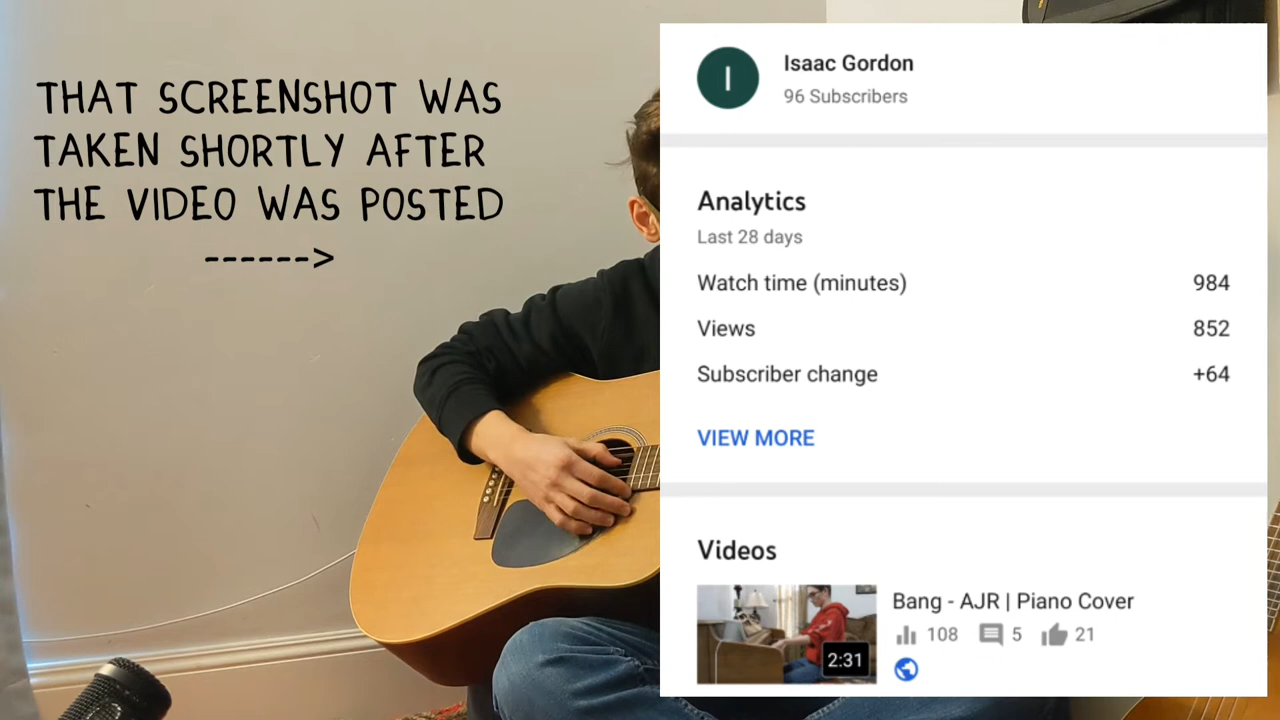 THAT SCREENSHOT WAS
TAKEN SHORTLY AFTER
THE VIDEO WAS POSTED
------>
I
Isaac Gordon
96 Subscribers
Analytics
Last 28 days
Watch time (minutes) 984
Views 852
Subscriber change +64
VIEW MORE
Videos
Bang - AJR | Piano Cover
108 5 21
2:31